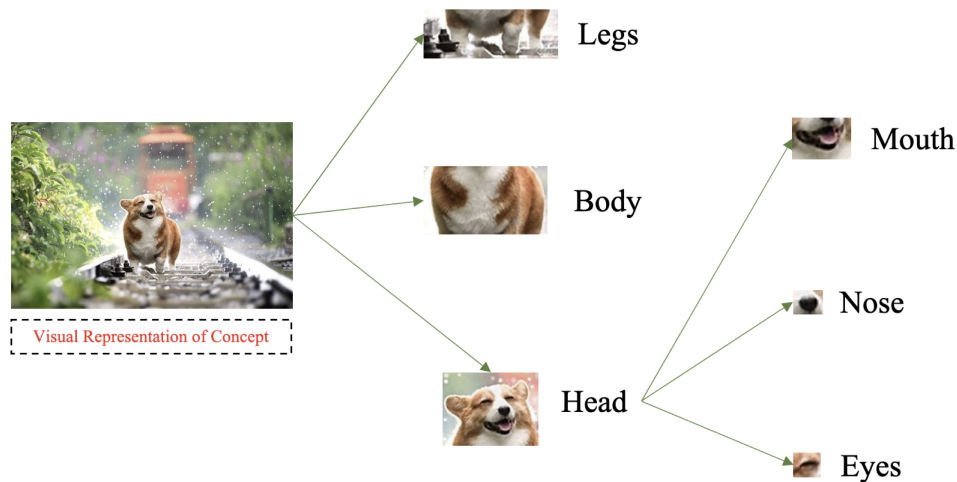 Legs
Mouth
Body
Nose
Visual Representation of Concept
Head
Eyes